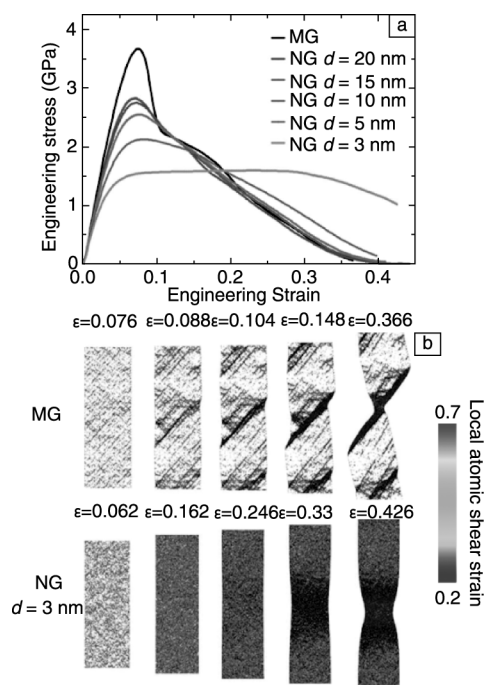 a
MG
NG d = 20 nm
NG d = 15 nm
NG d = 10 nm
NG d = 5 nm
NG d = 3 nm
Engineering stress (GPa)
4
3
2
1
0
0.0 0.1 0.2 0.3 0.4
Engineering Strain
b
ε=0.076 ε=0.088 ε=0.104 ε=0.148 ε=0.366
MG
ε=0.062 ε=0.162 ε=0.246 ε=0.33 ε=0.426
NG
d = 3 nm
0.7
0.2
Local atomic shear strain